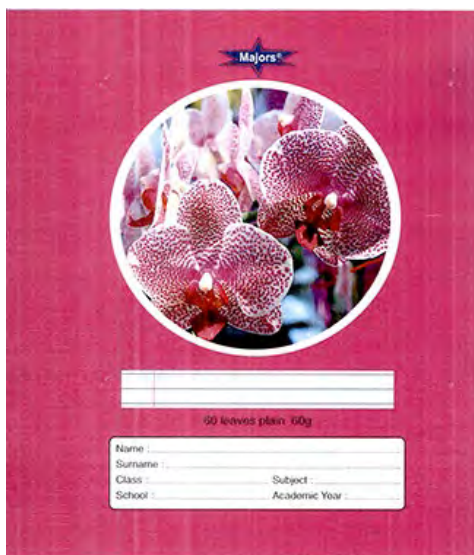 Majors®
60 leaves plain 60g
Name :
Surname :
Class : Subject :
School : Academic Year :